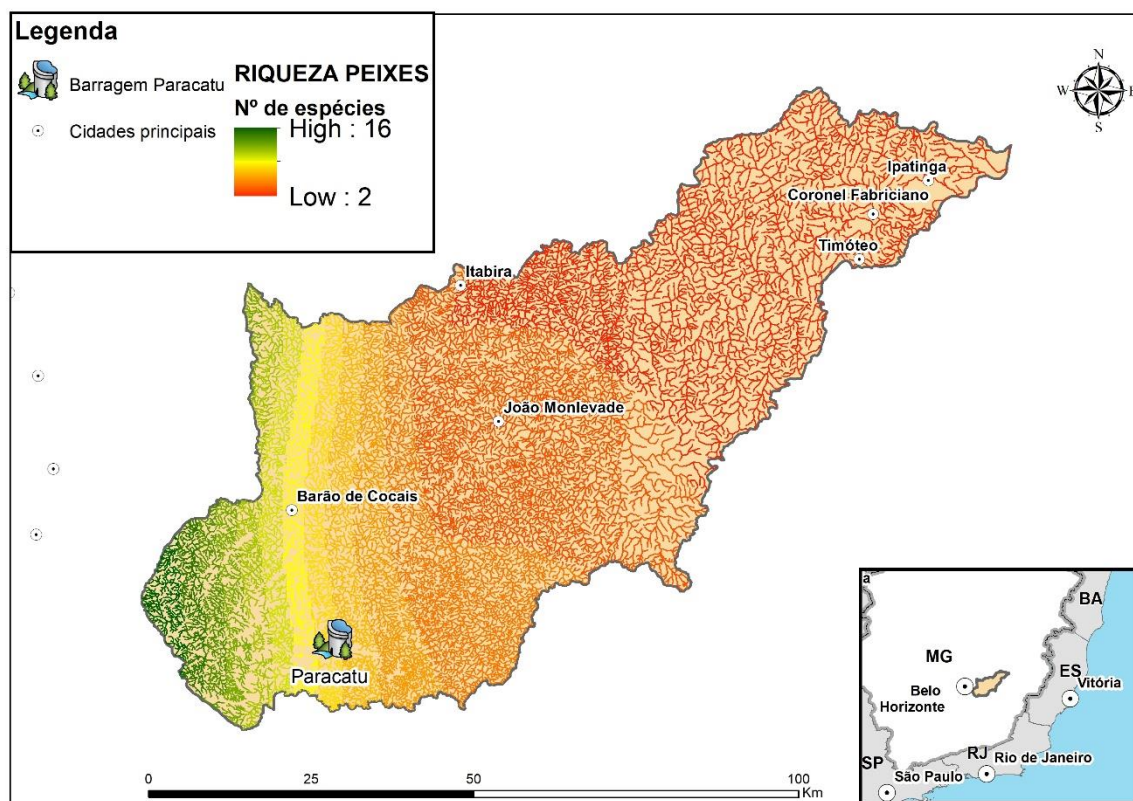 Legenda
Barragem Paracatu
Cidades principais
RIQUEZA PEIXES
Nº de espécies
High : 16
Low : 2
N
W
E
S
Ipatinga
Coronel Fabriciano
Timóteo
Itabira
João Monlevade
Barão de Cocais
Paracatu
0
25
50
100
Km
a
BA
MG
ES
Belo
Horizonte
Vitória
RJ
Rio de Janeiro
SP
São Paulo